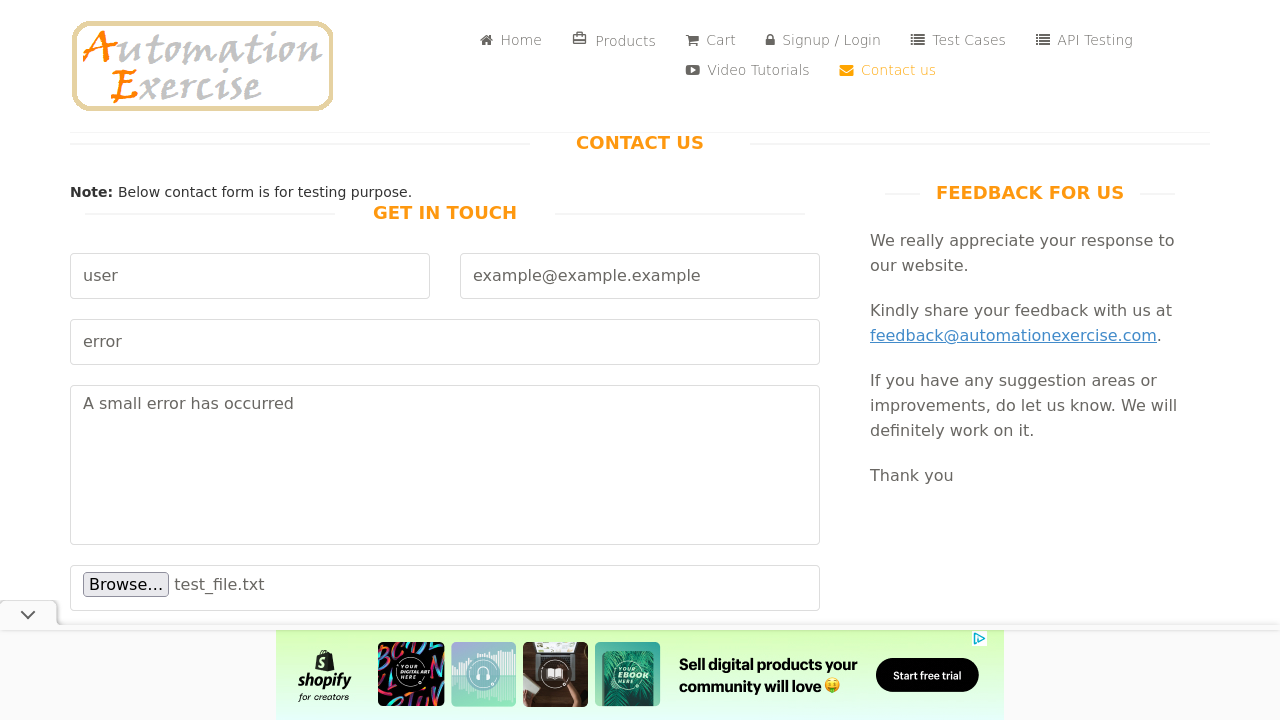 Automation
Exercise
Home
Products
Cart
Signup / Login
Test Cases
API Testing
Video Tutorials
Contact us
CONTACT US
Note: Below contact form is for testing purpose.
GET IN TOUCH
user
example@example.example
error
A small error has occurred
Browse... test_file.txt
FEEDBACK FOR US
We really appreciate your response to
our website.
Kindly share your feedback with us at
feedback@automationexercise.com.
If you have any suggestion areas or
improvements, do let us know. We will
definitely work on it.
Thank you
shopify
for creators
YOUR
DIGITAL ART
HERE
YOUR
EBOOK
HERE
Sell digital products your
community will love 🤑
Start free trial